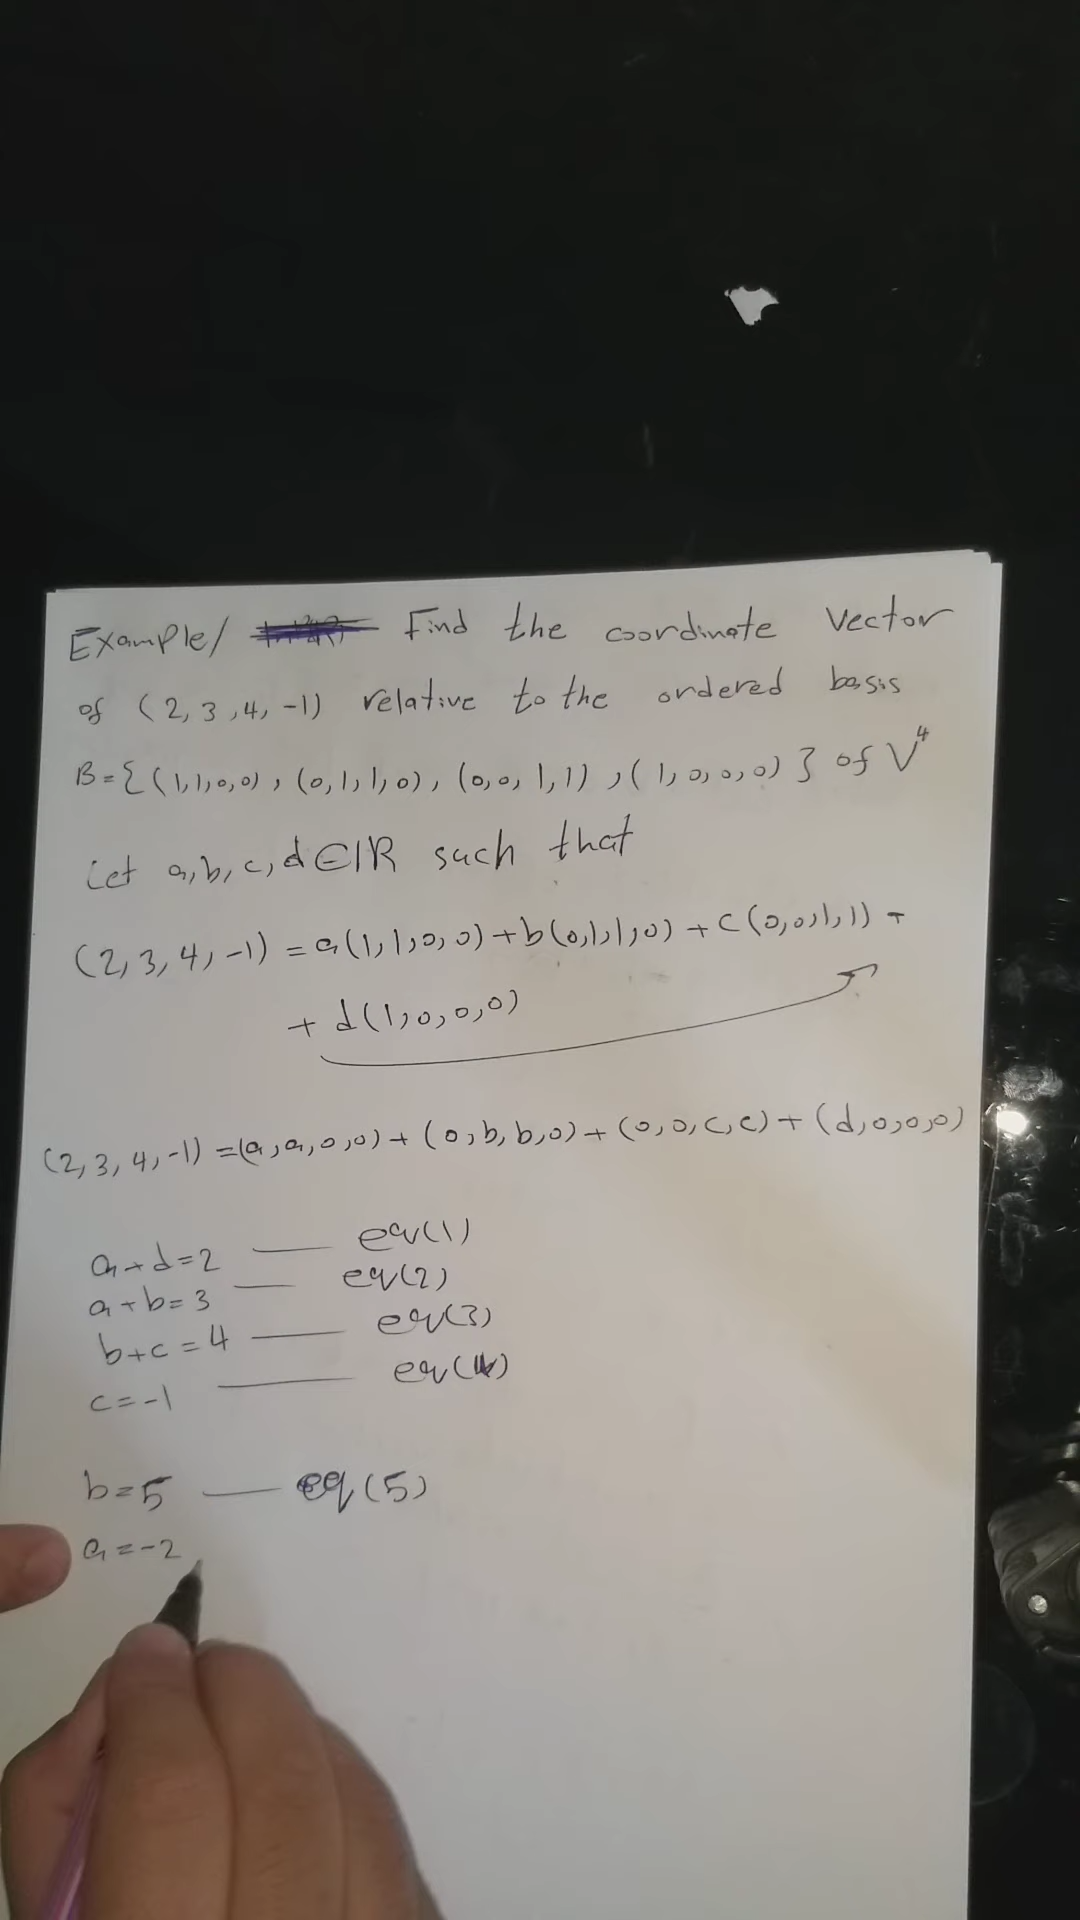 Example/ Find the coordinate vector
of (2,3,4,-1) relative to the ordered basis
B={(1,1,0,0),(0,1,1,0),(0,0,1,1),(1,0,0,0)} of V⁴
Let a,b,c,d∈ℝ such that
(2,3,4,-1)=a(1,1,0,0)+b(0,1,1,0)+c(0,0,1,1)+
+d(1,0,0,0)
(2,3,4,-1)=(a,a,0,0)+(0,b,b,0)+(0,0,c,c)+(d,0,0,0)
a+d=2 — eq(1)
a+b=3 — eq(2)
b+c=4 — eq(3)
c=-1 — eq(4)
b=5 — eq(5)
a=-2